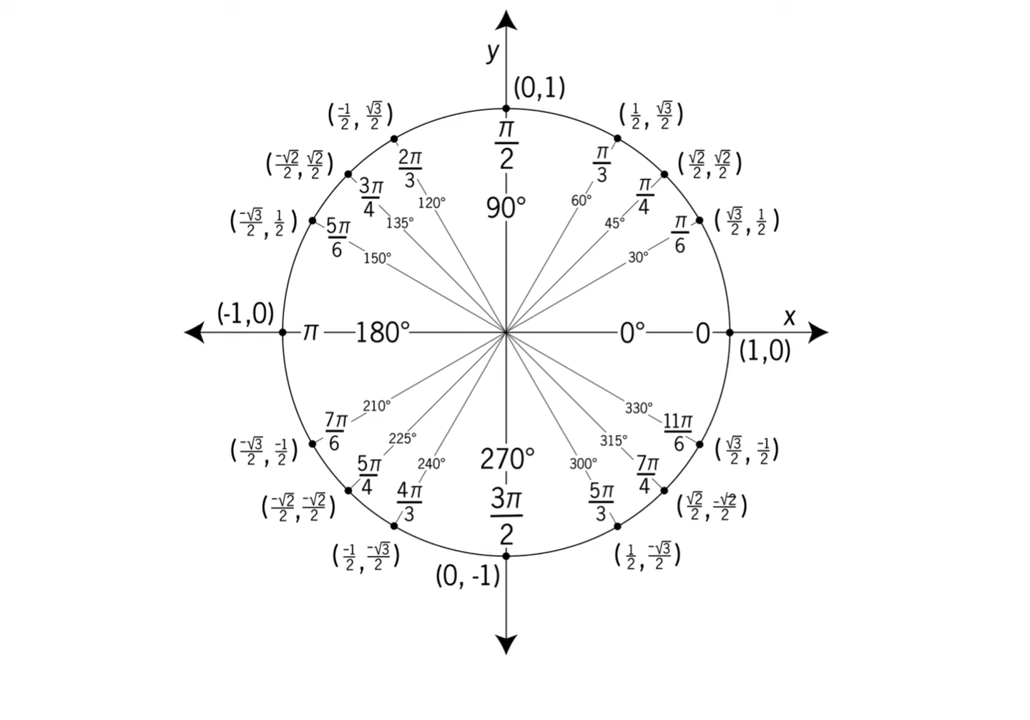 y
(0,1)
(-1/2, √3/2)
(1/2, √3/2)
(-√2/2, √2/2)
2π/3
π/2
π/3
(√2/2, √2/2)
3π/4
120°
90°
60°
π/4
(-√3/2, 1/2)
5π/6
135°
45°
π/6
(√3/2, 1/2)
150°
30°
(-1,0)
x
π
180°
0°
0
(1,0)
210°
330°
7π/6
11π/6
(-√3/2, -1/2)
225°
315°
(√3/2, -1/2)
5π/4
240°
270°
300°
7π/4
(-√2/2, -√2/2)
4π/3
3π/2
5π/3
(√2/2, -√2/2)
(-1/2, -√3/2)
(1/2, -√3/2)
(0, -1)